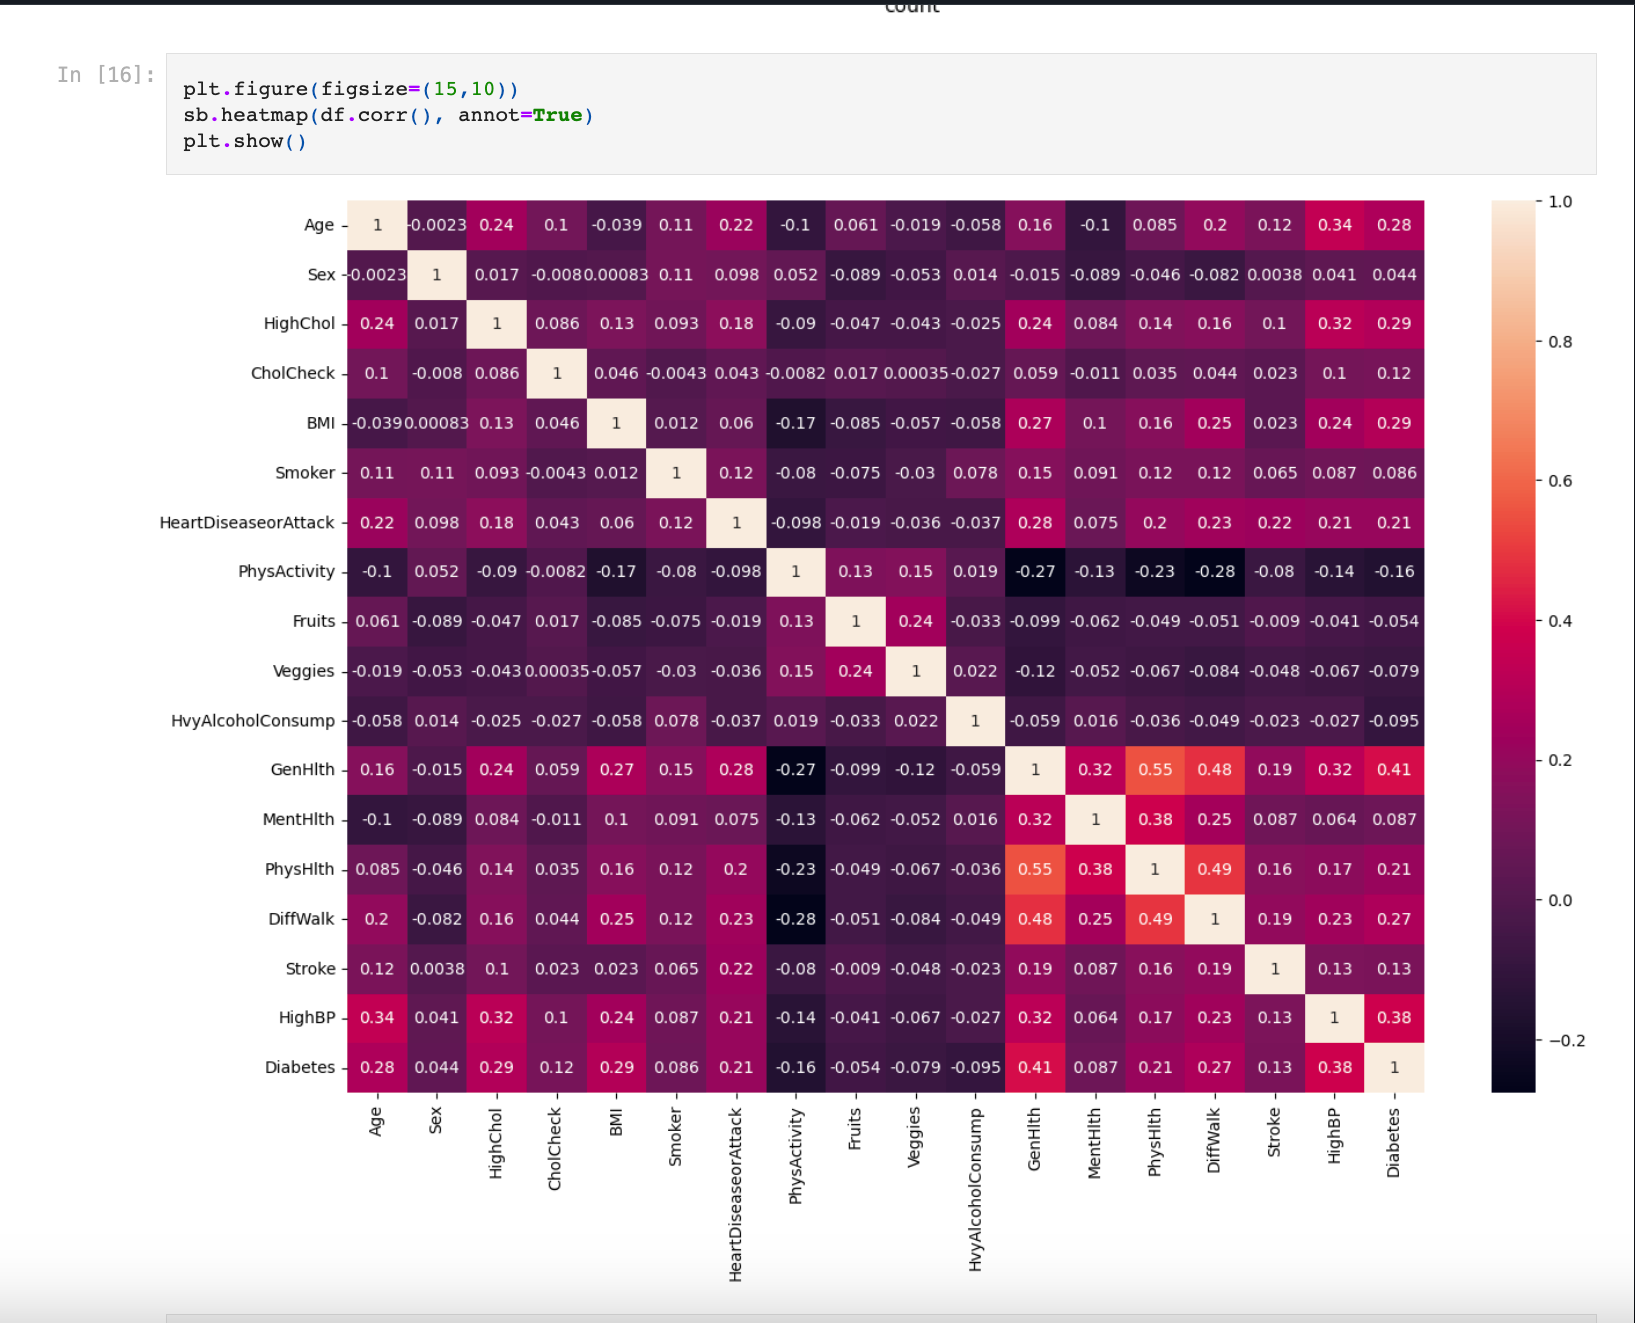 count
In [16]:
plt.figure(figsize=(15,10))
sb.heatmap(df.corr(), annot=True)
plt.show()
Age 1 -0.0023 0.24 0.1 -0.039 0.11 0.22 -0.1 0.061 -0.019 -0.058 0.16 -0.1 0.085 0.2 0.12 0.34 0.28
Sex -0.0023 1 0.017 -0.008 0.00083 0.11 0.098 0.052 -0.089 -0.053 0.014 -0.015 -0.089 -0.046 -0.082 0.0038 0.041 0.044
HighChol 0.24 0.017 1 0.086 0.13 0.093 0.18 -0.09 -0.047 -0.043 -0.025 0.24 0.084 0.14 0.16 0.1 0.32 0.29
CholCheck 0.1 -0.008 0.086 1 0.046 -0.0043 0.043 -0.0082 0.017 0.00035 -0.027 0.059 -0.011 0.035 0.044 0.023 0.1 0.12
BMI -0.039 0.00083 0.13 0.046 1 0.012 0.06 -0.17 -0.085 -0.057 -0.058 0.27 0.1 0.16 0.25 0.023 0.24 0.29
Smoker 0.11 0.11 0.093 -0.0043 0.012 1 0.12 -0.08 -0.075 -0.03 0.078 0.15 0.091 0.12 0.12 0.065 0.087 0.086
HeartDiseaseorAttack 0.22 0.098 0.18 0.043 0.06 0.12 1 -0.098 -0.019 -0.036 -0.037 0.28 0.075 0.2 0.23 0.22 0.21 0.21
PhysActivity -0.1 0.052 -0.09 -0.0082 -0.17 -0.08 -0.098 1 0.13 0.15 0.019 -0.27 -0.13 -0.23 -0.28 -0.08 -0.14 -0.16
Fruits 0.061 -0.089 -0.047 0.017 -0.085 -0.075 -0.019 0.13 1 0.24 -0.033 -0.099 -0.062 -0.049 -0.051 -0.009 -0.041 -0.054
Veggies -0.019 -0.053 -0.043 0.00035 -0.057 -0.03 -0.036 0.15 0.24 1 0.022 -0.12 -0.052 -0.067 -0.084 -0.048 -0.067 -0.079
HvyAlcoholConsump -0.058 0.014 -0.025 -0.027 -0.058 0.078 -0.037 0.019 -0.033 0.022 1 -0.059 0.016 -0.036 -0.049 -0.023 -0.027 -0.095
GenHlth 0.16 -0.015 0.24 0.059 0.27 0.15 0.28 -0.27 -0.099 -0.12 -0.059 1 0.32 0.55 0.48 0.19 0.32 0.41
MentHlth -0.1 -0.089 0.084 -0.011 0.1 0.091 0.075 -0.13 -0.062 -0.052 0.016 0.32 1 0.38 0.25 0.087 0.064 0.087
PhysHlth 0.085 -0.046 0.14 0.035 0.16 0.12 0.2 -0.23 -0.049 -0.067 -0.036 0.55 0.38 1 0.49 0.16 0.17 0.21
DiffWalk 0.2 -0.082 0.16 0.044 0.25 0.12 0.23 -0.28 -0.051 -0.084 -0.049 0.48 0.25 0.49 1 0.19 0.23 0.27
Stroke 0.12 0.0038 0.1 0.023 0.023 0.065 0.22 -0.08 -0.009 -0.048 -0.023 0.19 0.087 0.16 0.19 1 0.13 0.13
HighBP 0.34 0.041 0.32 0.1 0.24 0.087 0.21 -0.14 -0.041 -0.067 -0.027 0.32 0.064 0.17 0.23 0.13 1 0.38
Diabetes 0.28 0.044 0.29 0.12 0.29 0.086 0.21 -0.16 -0.054 -0.079 -0.095 0.41 0.087 0.21 0.27 0.13 0.38 1
Age Sex HighChol CholCheck BMI Smoker HeartDiseaseorAttack PhysActivity Fruits Veggies HvyAlcoholConsump GenHlth MentHlth PhysHlth DiffWalk Stroke HighBP Diabetes
1.0
0.8
0.6
0.4
0.2
0.0
−0.2